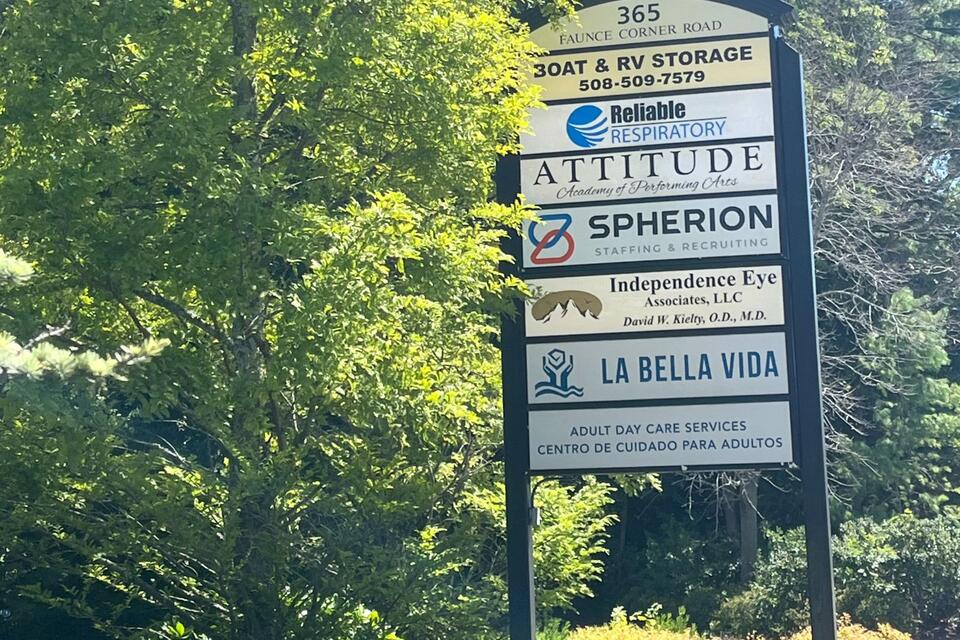 365
FAUNCE CORNER ROAD
BOAT & RV STORAGE
508-509-7579
Reliable
RESPIRATORY
ATTITUDE
Academy of Performing Arts
SPHERION
STAFFING & RECRUITING
Independence Eye
Associates, LLC
David W. Kielty, O.D., M.D.
LA BELLA VIDA
ADULT DAY CARE SERVICES
CENTRO DE CUIDADO PARA ADULTOS